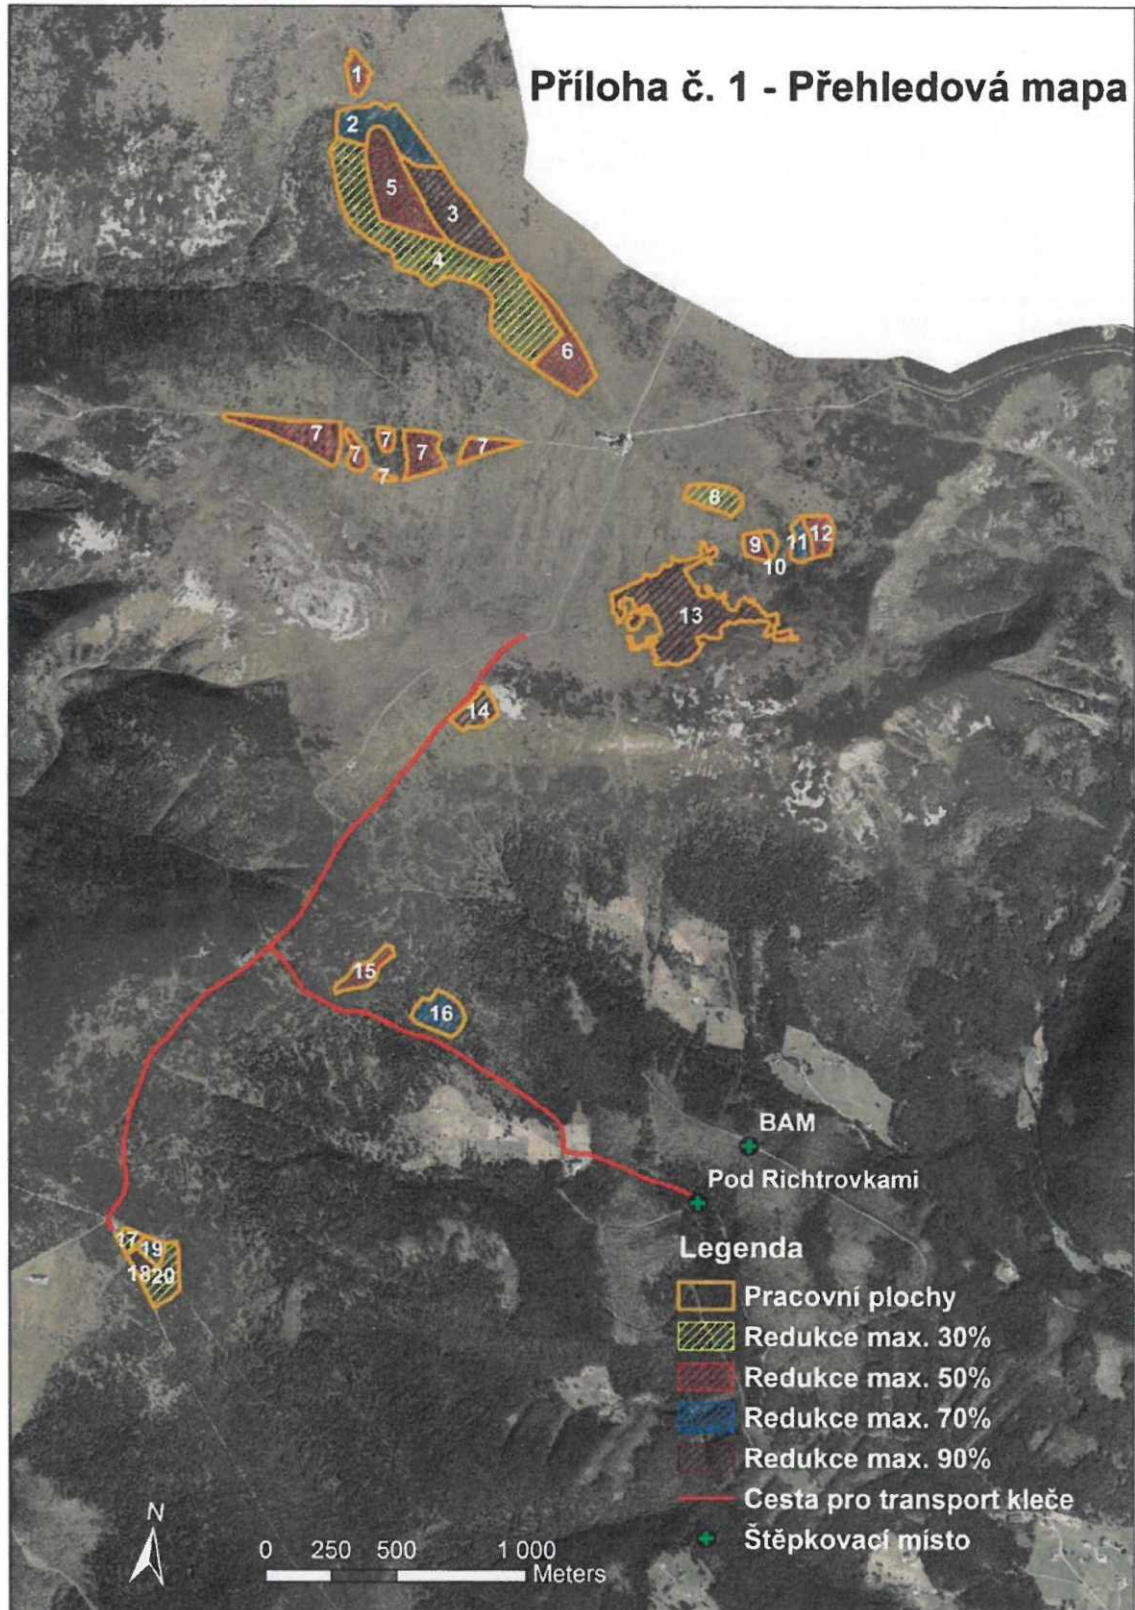 Příloha č. 1 - Přehledová mapa
1
2
5
3
4
6
7
7
7
7
7
7
8
9
10
11
12
13
14
15
16
BAM
Pod Richtrovkami
17
19
18
20
Legenda
Pracovní plochy
Redukce max. 30%
Redukce max. 50%
Redukce max. 70%
Redukce max. 90%
Cesta pro transport kleče
Štěpkovací místo
N
0 250 500 1 000
Meters